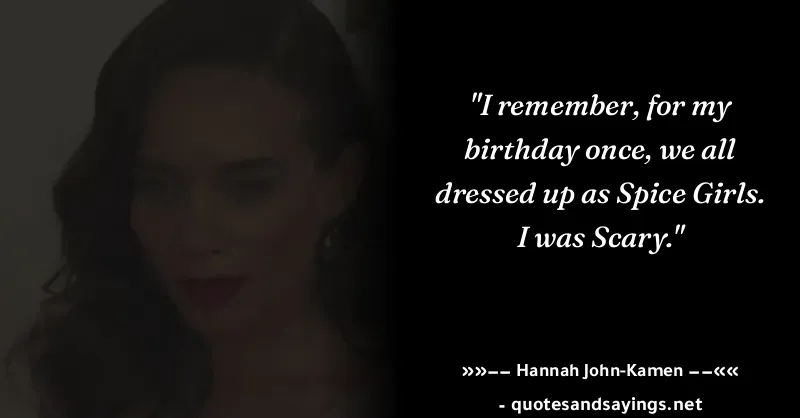 "I remember, for my
birthday once, we all
dressed up as Spice Girls.
I was Scary."
»»–– Hannah John-Kamen ––««
- quotesandsayings.net